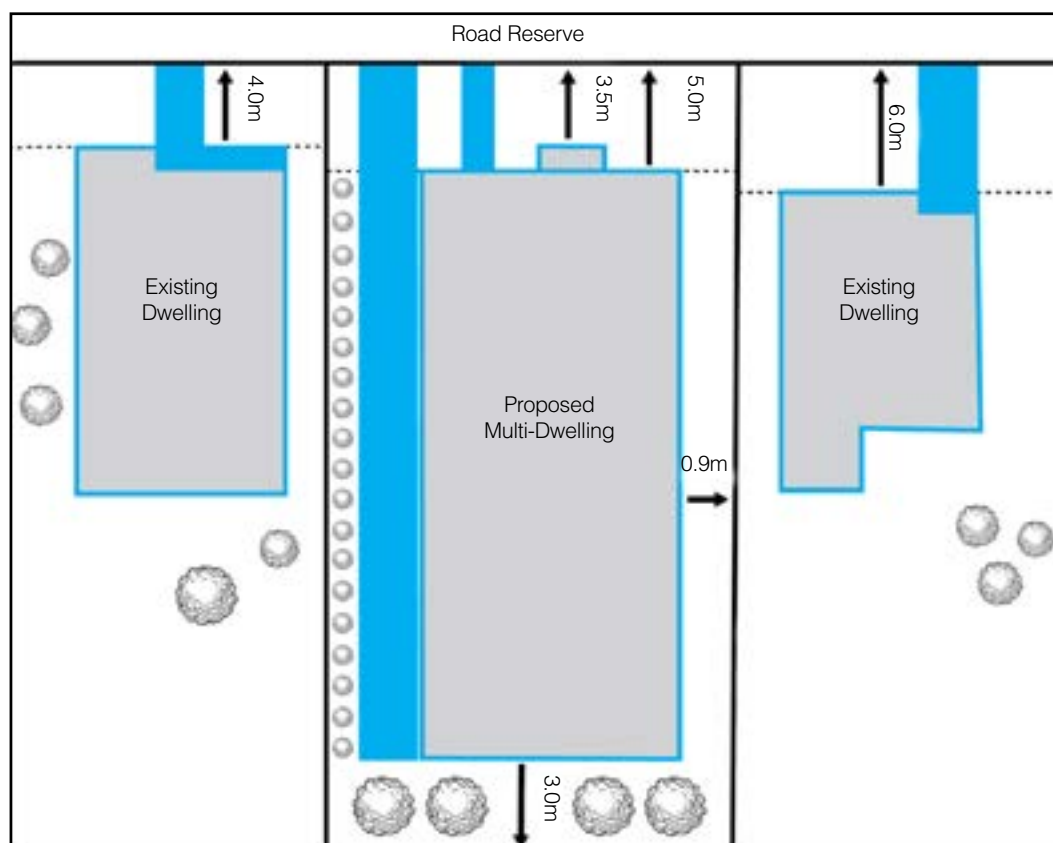 Road Reserve
4.0m
3.5m
5.0m
6.0m
Existing
Dwelling
Existing
Dwelling
Proposed
Multi-Dwelling
0.9m
3.0m